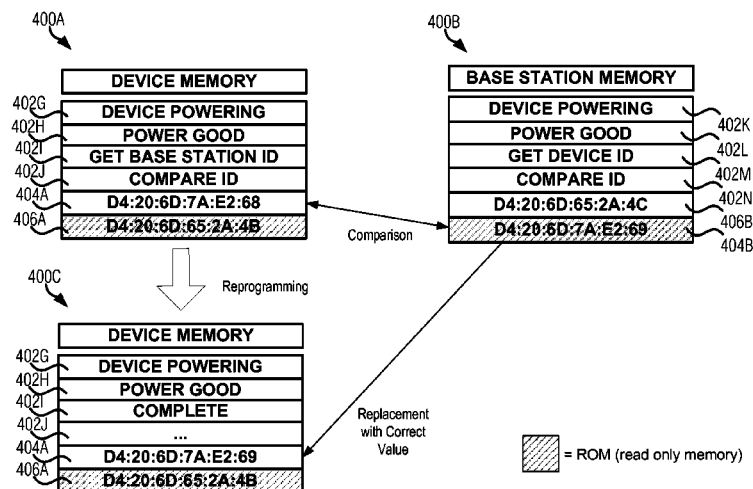 400A
400B
DEVICE MEMORY
BASE STATION MEMORY
402G
DEVICE POWERING
402H
POWER GOOD
402I
GET BASE STATION ID
402J
COMPARE ID
404A
D4:20:6D:7A:E2:68
406A
D4:20:6D:65:2A:4B
DEVICE POWERING
402K
POWER GOOD
402L
GET DEVICE ID
402M
COMPARE ID
402N
D4:20:6D:65:2A:4C
406B
D4:20:6D:7A:E2:69
404B
Comparison
400C
Reprogramming
DEVICE MEMORY
402G
DEVICE POWERING
402H
POWER GOOD
402I
COMPLETE
402J
...
404A
D4:20:6D:7A:E2:69
406A
D4:20:6D:65:2A:4B
Replacement
with Correct
Value
= ROM (read only memory)